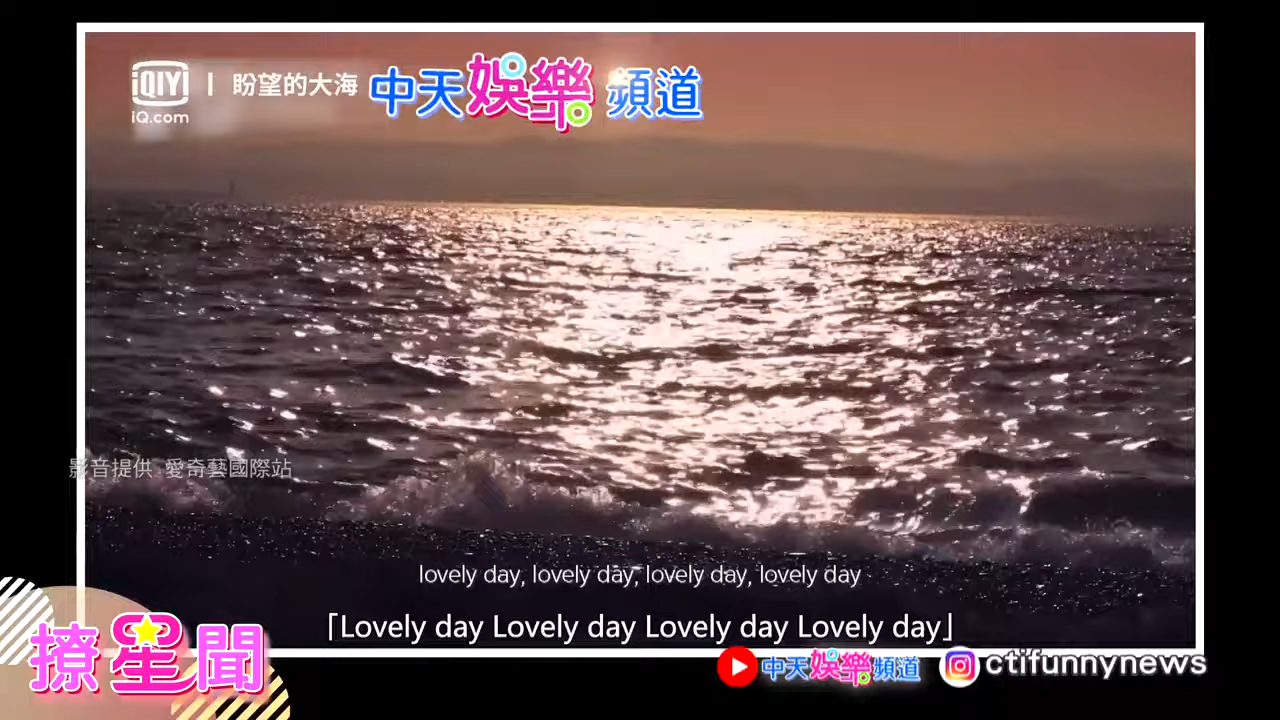 iQIYI
iQ.com
盼望的大海
中天娛樂頻道
影音提供 愛奇藝國際站
lovely day, lovely day, lovely day, lovely day
「Lovely day Lovely day Lovely day Lovely day」
撩星聞
中天娛樂頻道
ctifunnynews